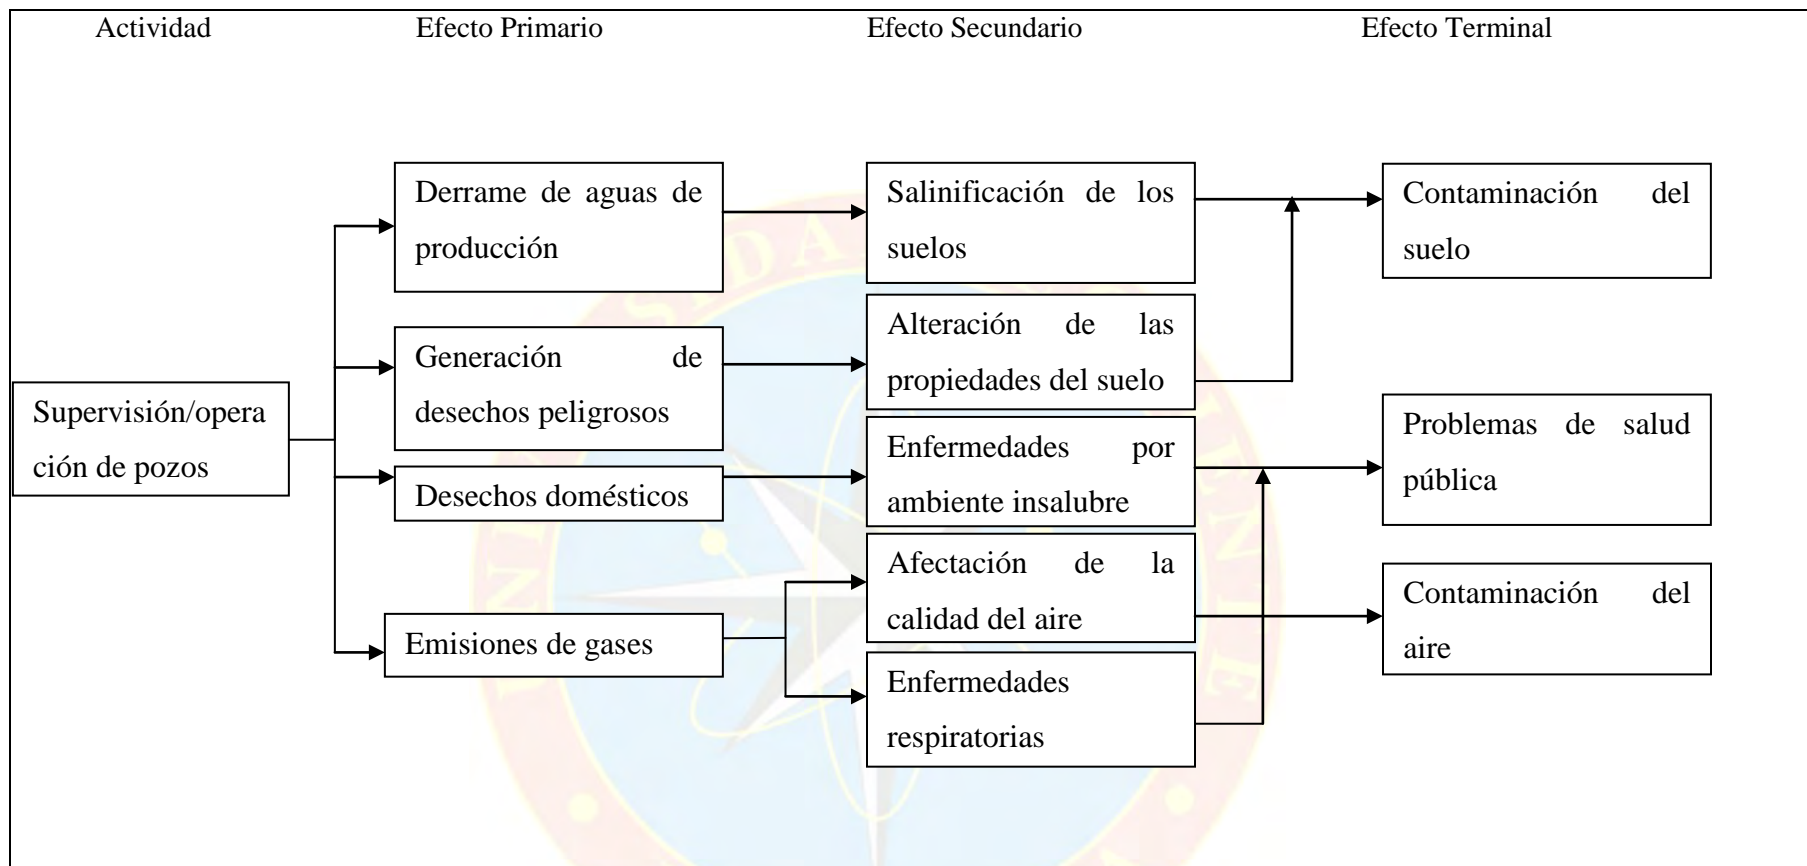 Actividad Efecto Primario Efecto Secundario Efecto Terminal
Derrame de aguas de
producción
Salinificación de los
suelos
Contaminación del
suelo
Generación de
desechos peligrosos
Alteración de las
propiedades del suelo
Supervisión/opera
ción de pozos
Problemas de salud
pública
Desechos domésticos
Enfermedades por
ambiente insalubre
Afectación de la
calidad del aire
Contaminación del
aire
Emisiones de gases
Enfermedades
respiratorias